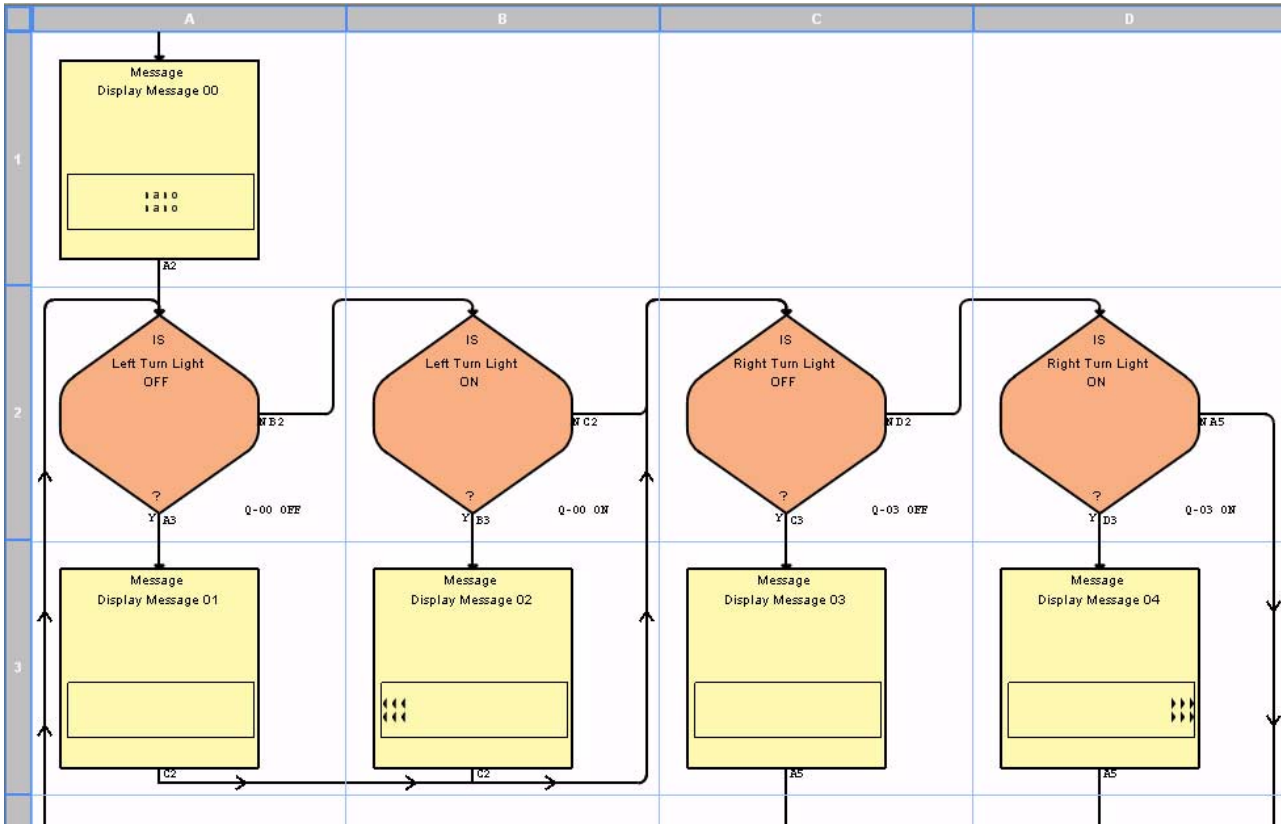 A B C D
1
Message
Display Message 00
A2
2
IS
Left Turn Light
OFF
?
N B2
Y A3
Q-00 OFF
IS
Left Turn Light
ON
?
N C2
Y B3
Q-00 ON
IS
Right Turn Light
OFF
?
N D2
Y C3
Q-03 OFF
IS
Right Turn Light
ON
?
N A5
Y D3
Q-03 ON
3
Message
Display Message 01
C2
Message
Display Message 02
C2
Message
Display Message 03
A5
Message
Display Message 04
A5